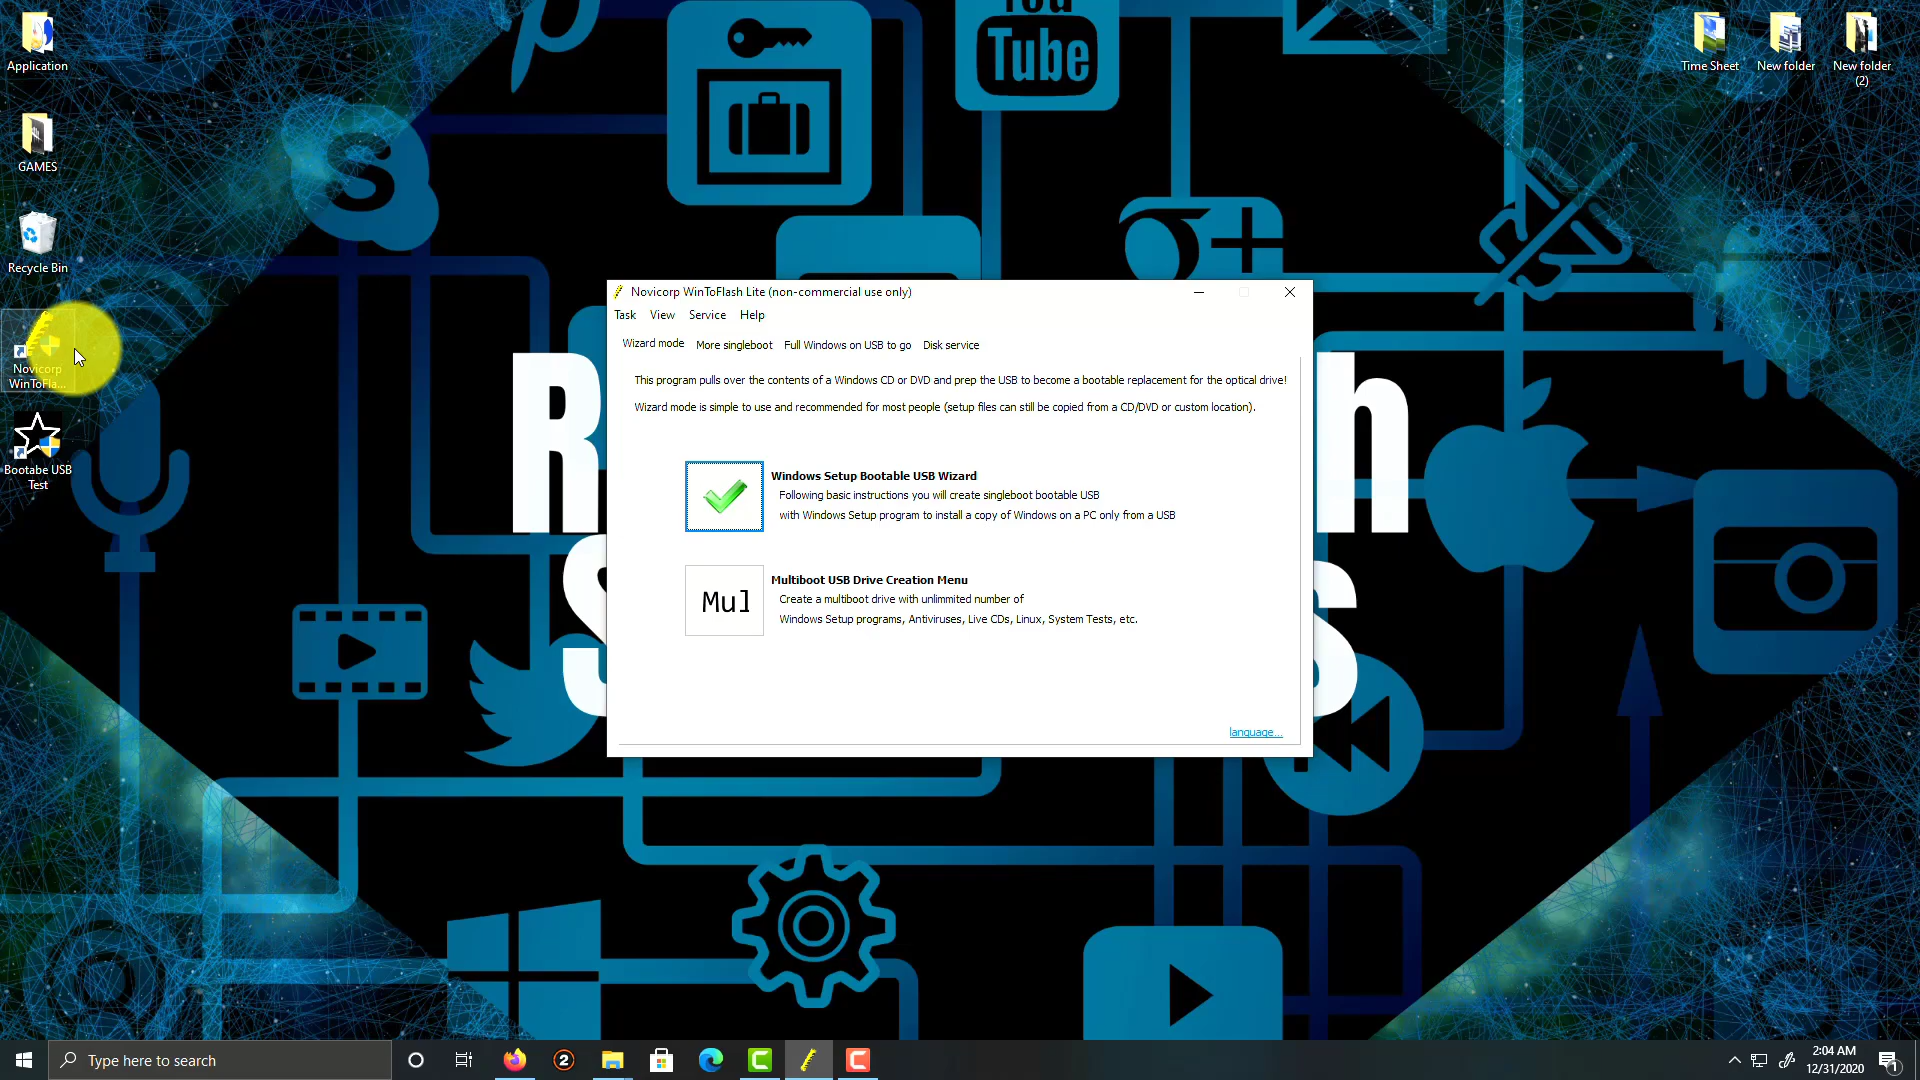 Application
GAMES
Recycle Bin
Novicorp
WinToFla...
Bootabe USB
Test
You
Tube
Time Sheet
New folder
New folder
(2)
Novicorp WinToFlash Lite (non-commercial use only)
Task View Service Help
Wizard mode More singleboot Full Windows on USB to go Disk service
This program pulls over the contents of a Windows CD or DVD and prep the USB to become a bootable replacement for the optical drive!
Wizard mode is simple to use and recommended for most people (setup files can still be copied from a CD/DVD or custom location).
Windows Setup Bootable USB Wizard
Following basic instructions you will create singleboot bootable USB
with Windows Setup program to install a copy of Windows on a PC only from a USB
Mul
Multiboot USB Drive Creation Menu
Create a multiboot drive with unlimmited number of
Windows Setup programs, Antiviruses, Live CDs, Linux, System Tests, etc.
language...
Type here to search
2:04 AM
12/31/2020
1